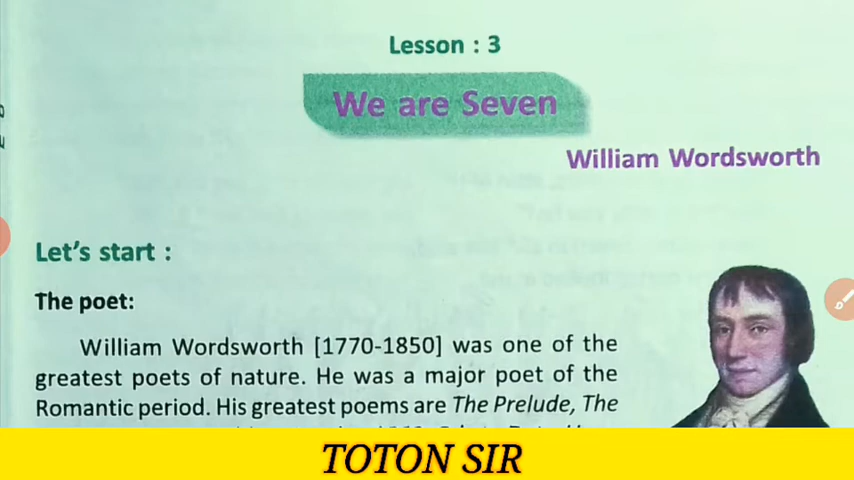 Lesson : 3
We are Seven
William Wordsworth
Let's start :
The poet:
William Wordsworth [1770-1850] was one of the
greatest poets of nature. He was a major poet of the
Romantic period. His greatest poems are The Prelude, The
TOTON SIR